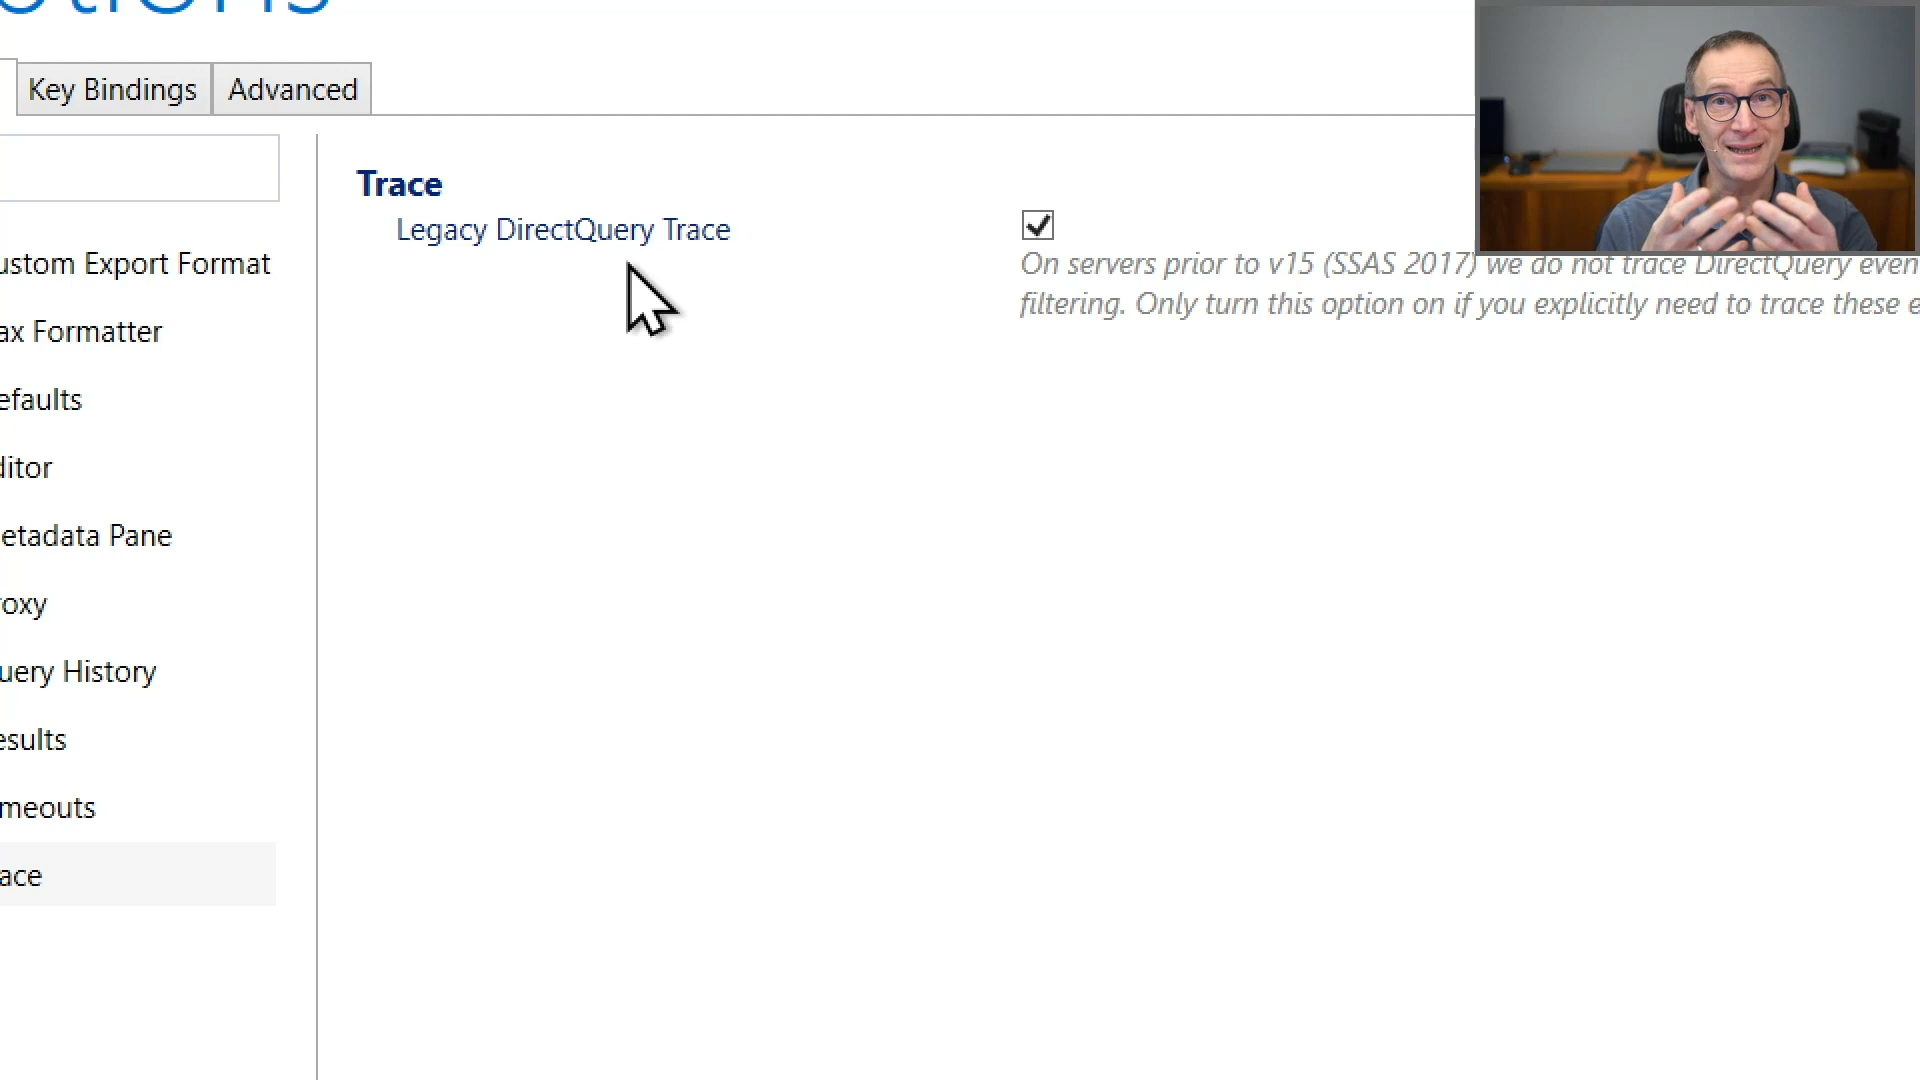 Key Bindings
Advanced
Trace
Legacy DirectQuery Trace
On servers prior to v15 (SSAS 2017) we do not trace DirectQuery even
filtering. Only turn this option on if you explicitly need to trace these e
ustom Export Format
ax Formatter
efaults
ditor
etadata Pane
roxy
uery History
esults
meouts
ace